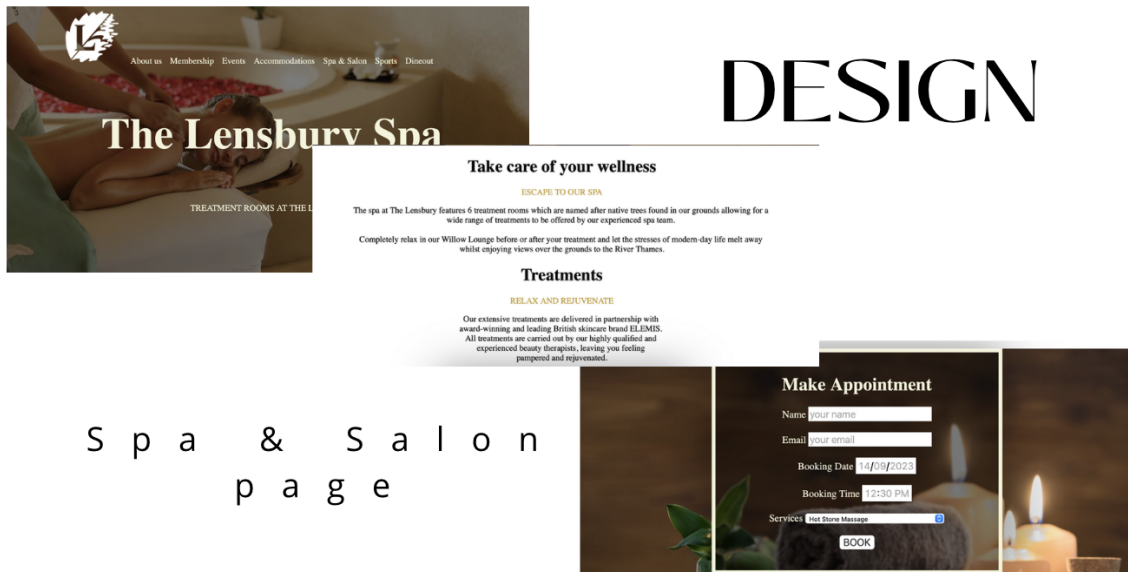 About us Membership Events Accommodations Spa & Salon Sports Dineout
The Lensbury Spa
TREATMENT ROOMS AT THE
DESIGN
Take care of your wellness
ESCAPE TO OUR SPA
The spa at The Lensbury features 6 treatment rooms which are named after native trees found in our grounds allowing for a
wide range of treatments to be offered by our experienced spa team.
Completely relax in our Willow Lounge before or after your treatment and let the stresses of modern-day life melt away
whilst enjoying views over the grounds to the River Thames.
Treatments
RELAX AND REJUVENATE
Our extensive treatments are delivered in partnership with
award-winning and leading British skincare brand ELEMIS.
All treatments are carried out by our highly qualified and
experienced beauty therapists, leaving you feeling
pampered and rejuvenated.
Spa & Salon
page
Make Appointment
Name your name
Email your email
Booking Date 14/09/2023
Booking Time 12:30 PM
Services Hot Stone Massage
BOOK